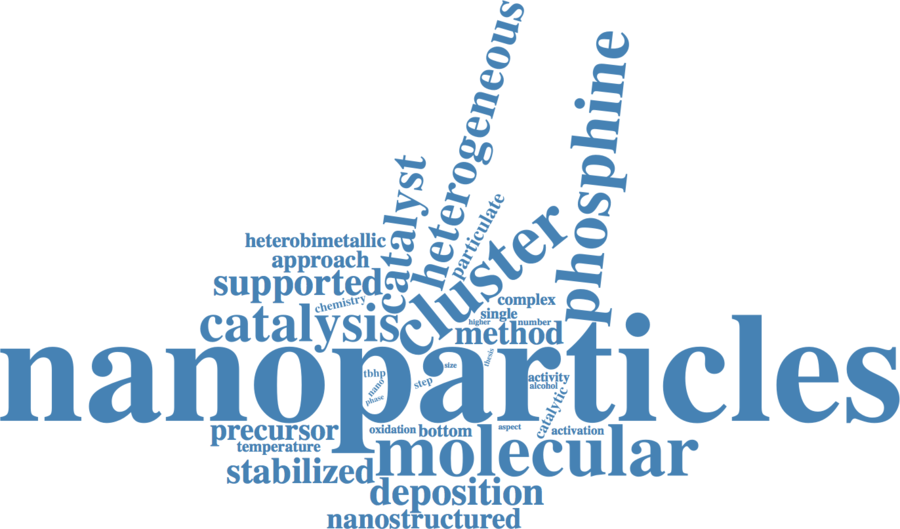 heterogeneous
phosphine
catalyst
particulate
cluster
heterobimetallic
approach
supported
chemistry
complex
single
higher
number
catalysis
method
nanoparticles
thesis
size
tbhp
nano
step
phase
activity
alcohol
catalytic
precursor
oxidation
bottom
aspect
activation
temperature
molecular
stabilized
deposition
nanostructured